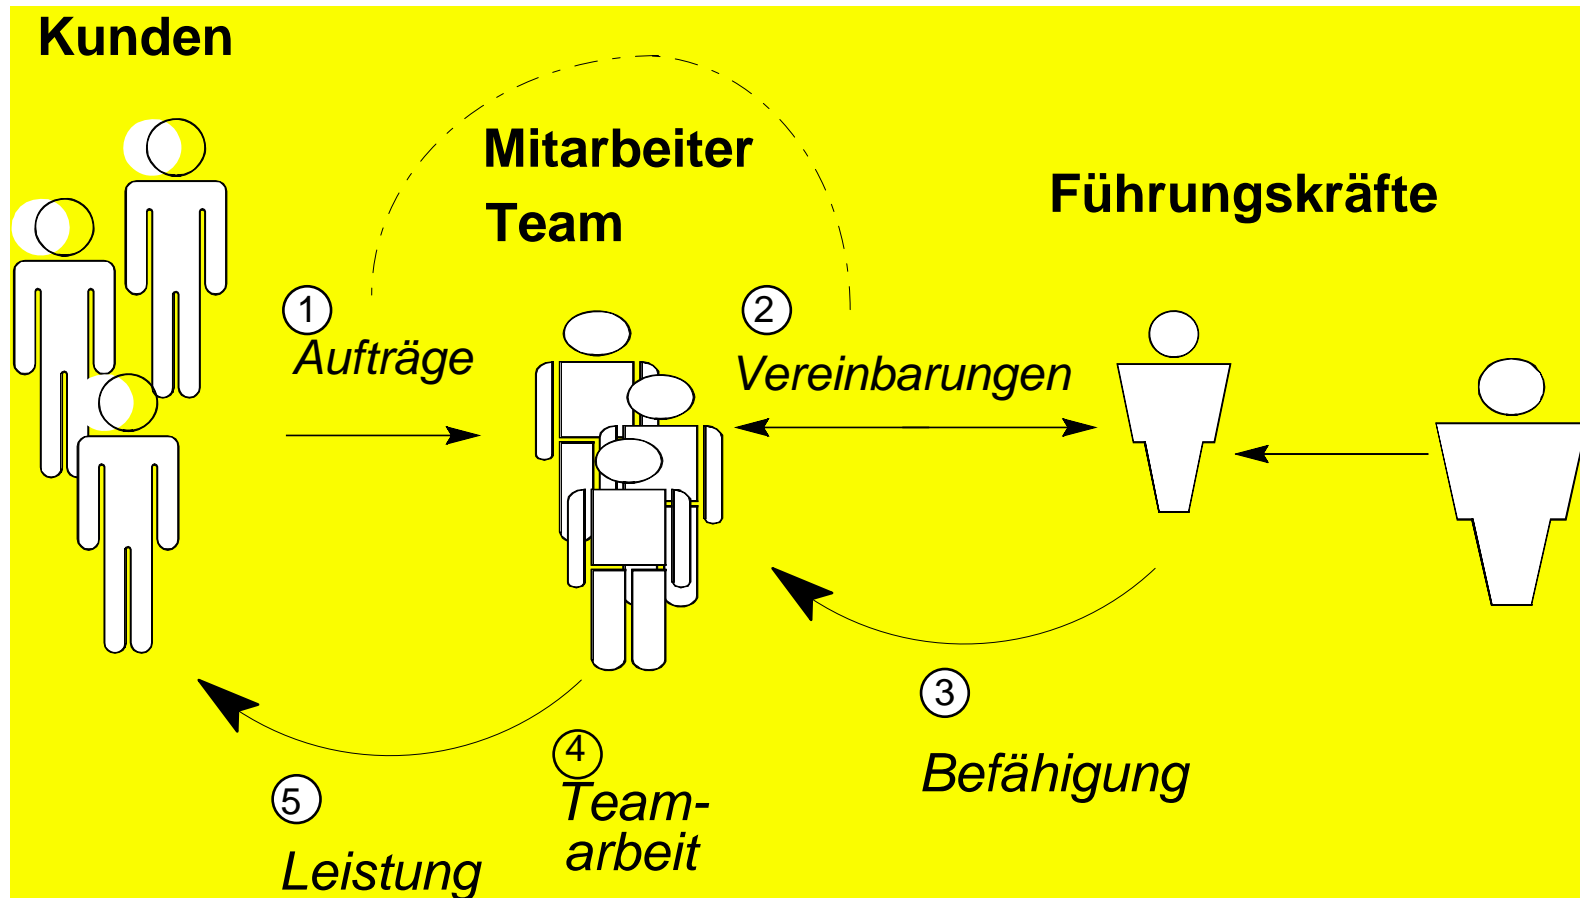 Kunden
Mitarbeiter
Team
Führungskräfte
1
Aufträge
2
Vereinbarungen
3
Befähigung
4
Team-
arbeit
5
Leistung